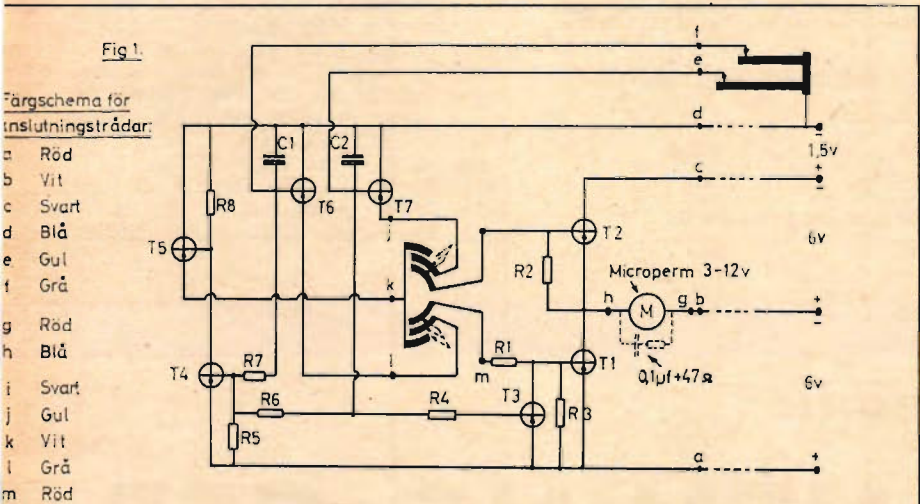 Fig 1.
Färgschema för
anslutningstrådar:
a Röd
b Vit
c Svart
d Blå
e Gul
f Grå
g Röd
h Blå
i Svart
j Gul
k Vit
l Grå
m Röd
f
e
d
1,5v
C1
C2
c
+
−
R8
T6
T7
j
T5
T2
6v
R2
Microperm 3-12v
k
h
M
g
b
+
−
i
R1
T1
0,1µf+47Ω
T4
R7
m
T3
6v
R6
R4
R3
R5
a
+